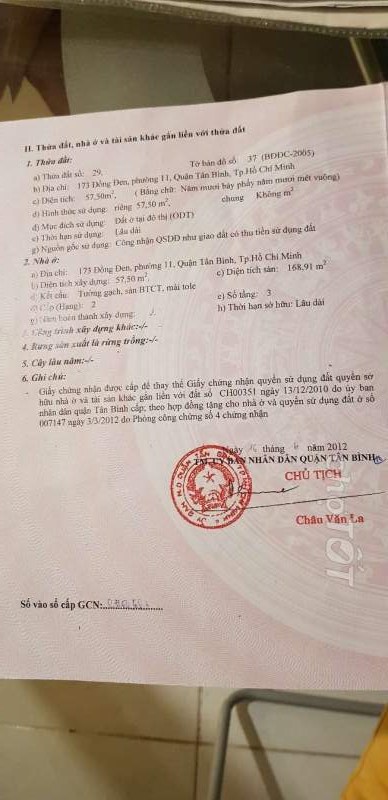 II. Thửa đất, nhà ở và tài sản khác gắn liền với thửa đất
1. Thửa đất:
a) Thửa đất số: 29, Tờ bản đồ số: 37 (BĐĐC-2005)
b) Địa chỉ: 173 Đồng Đen, phường 11, Quận Tân Bình, Tp.Hồ Chí Minh
c) Diện tích: 57,50m², ( Bằng chữ: Năm mươi bảy phẩy năm mươi mét vuông)
d) Hình thức sử dụng: riêng 57,50 m², chung Không m²
đ) Mục đích sử dụng: Đất ở tại đô thị (ODT)
e) Thời hạn sử dụng: Lâu dài
g) Nguồn gốc sử dụng: Công nhận QSDĐ như giao đất có thu tiền sử dụng đất
2. Nhà ở:
a) Địa chỉ: 173 Đồng Đen, phường 11, Quận Tân Bình, Tp.Hồ Chí Minh
b) Diện tích xây dựng: 57,50 m² c) Diện tích sàn: 168,91 m²
d) Kết cấu: Tường gạch, sàn BTCT, mái tole
đ) Cấp (Hạng): 2 e) Số tầng: 3
g) Năm hoàn thành xây dựng: h) Thời hạn sở hữu: Lâu dài
3. Công trình xây dựng khác:-/-
4. Rừng sản xuất là rừng trồng:-/-
5. Cây lâu năm:-/-
6. Ghi chú:
- Giấy chứng nhận được cấp để thay thế Giấy chứng nhận quyền sử dụng đất quyền sở
hữu nhà ở và tài sản khác gắn liền với đất số CH00351 ngày 13/12/2010 do ủy ban
nhân dân quận Tân Bình cấp; theo hợp đồng tặng cho nhà ở và quyền sử dụng đất ở số
007147 ngày 3/3/2012 do Phòng công chứng số 4 chứng nhận
Ngày tháng 6 năm 2012
TM.ỦY BAN NHÂN DÂN QUẬN TÂN BÌNH
CHỦ TỊCH
Châu Văn La
Chợ TỐT
Số vào sổ cấp GCN: